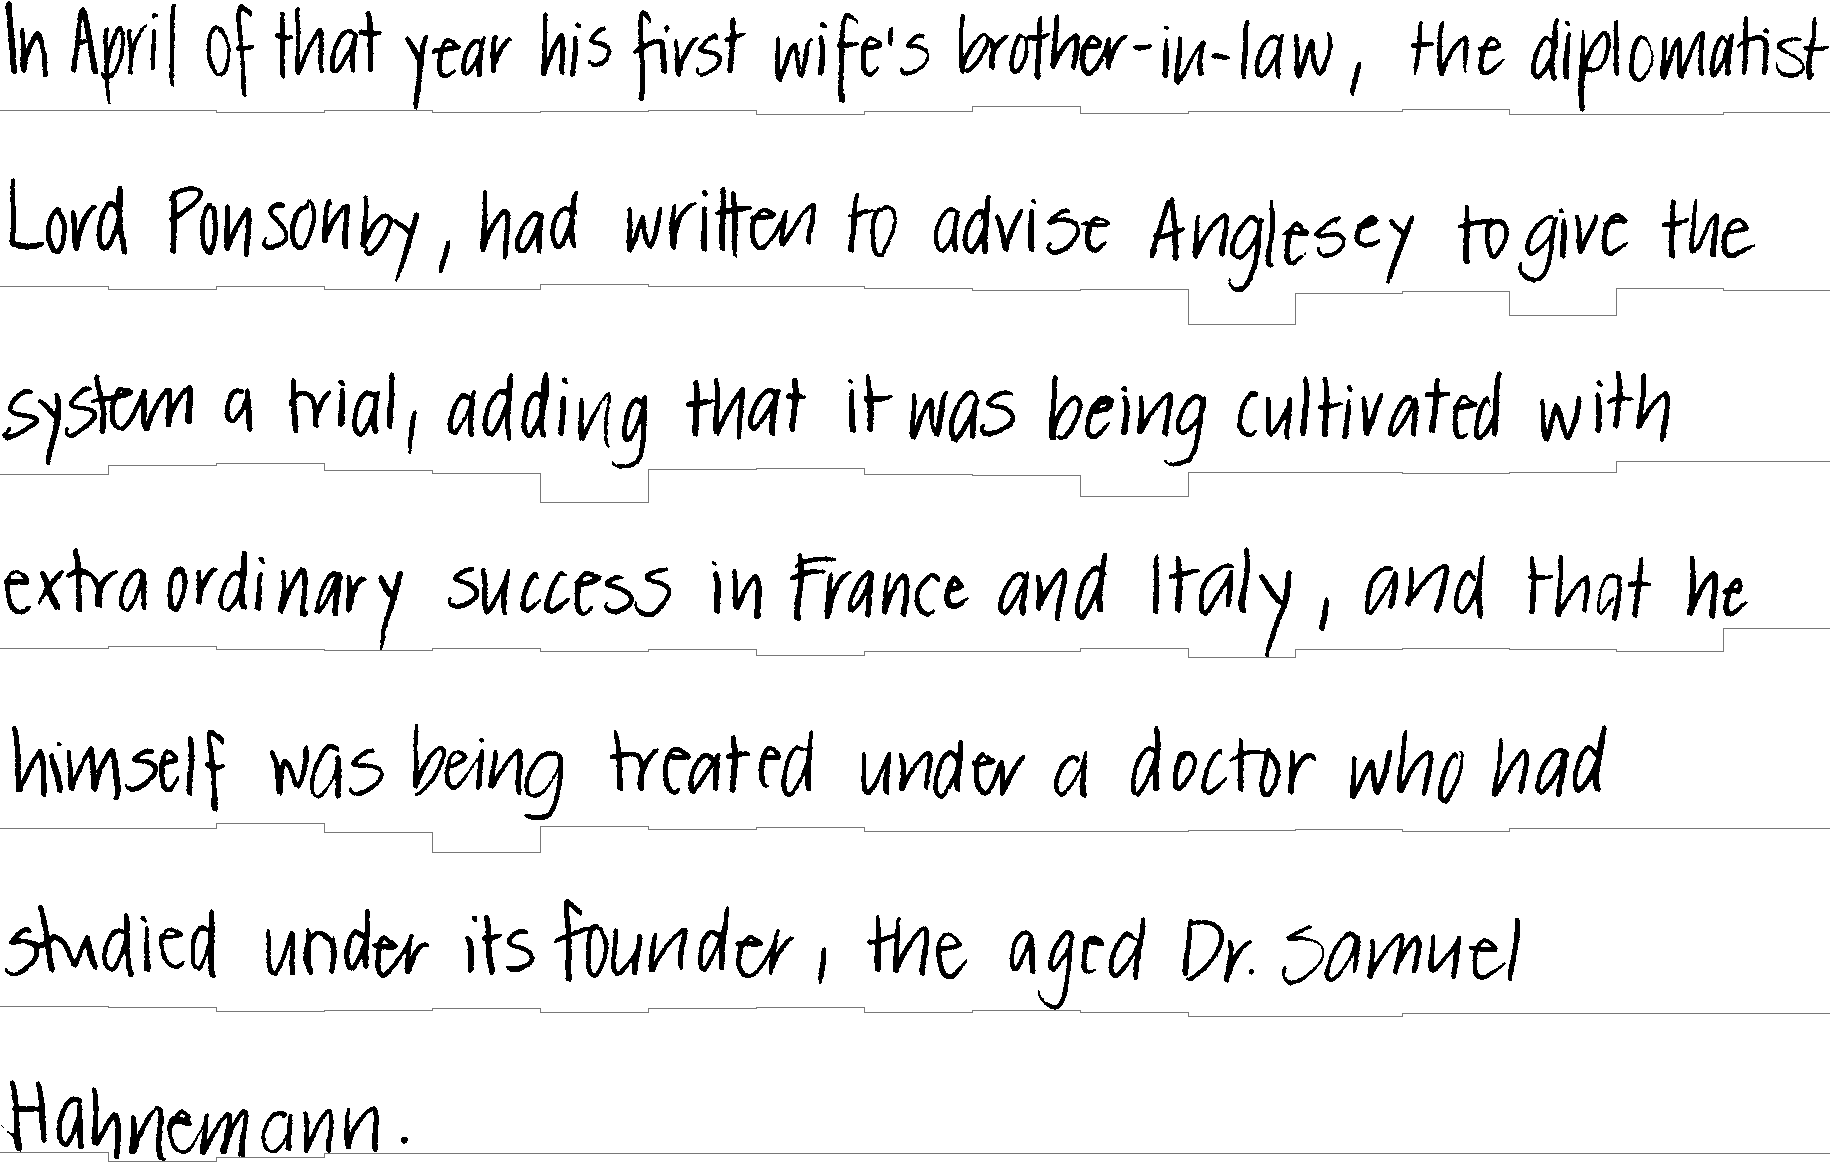 In April of that year his first wife's brother-in-law, the diplomatist
Lord Ponsonby, had written to advise Anglesey to give the
system a trial, adding that it was being cultivated with
extraordinary success in France and Italy, and that he
himself was being treated under a doctor who had
studied under its founder, the aged Dr. Samuel
Hahnemann.